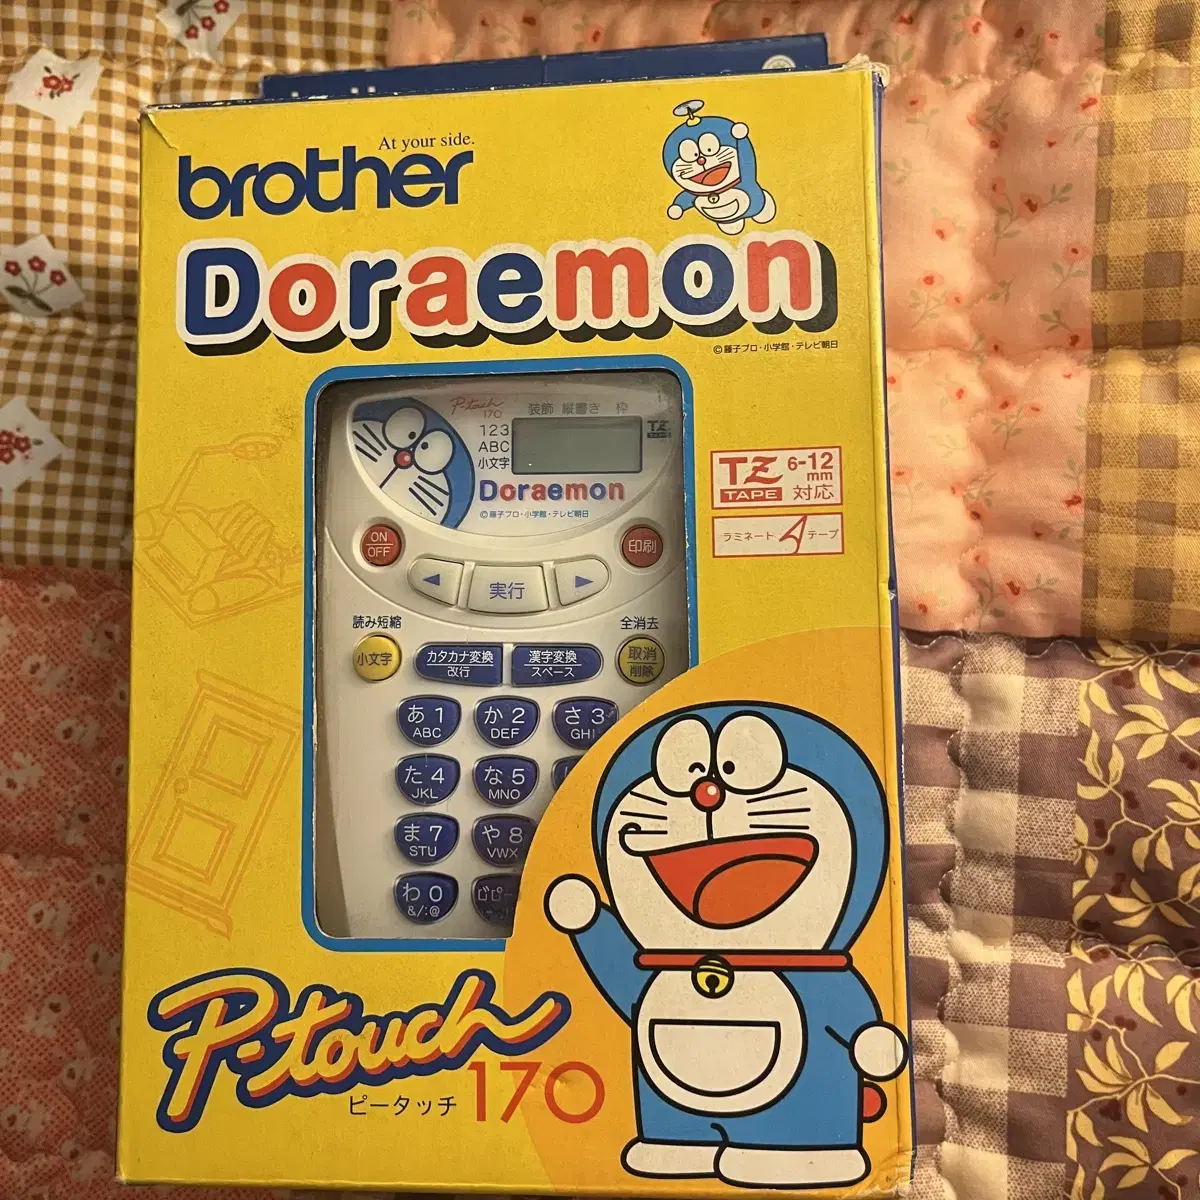 At your side.
brother
Doraemon
©藤子プロ・小学館・テレビ朝日
P-touch
170
装飾 縦書き 枠
123
ABC
小文字
TZ
Doraemon
©藤子プロ・小学館・テレビ朝日
TZ
TAPE
6-12
mm
対応
ラミネート テープ
ON
OFF
印刷
実行
読み短縮
全消去
小文字
カタカナ変換
改行
漢字変換
スペース
取消
削除
あ1
ABC
か2
DEF
さ3
GHI
た4
JKL
な5
MNO
ま7
STU
や8
VWX
わ0
&/:@
P-touch
ピータッチ
170